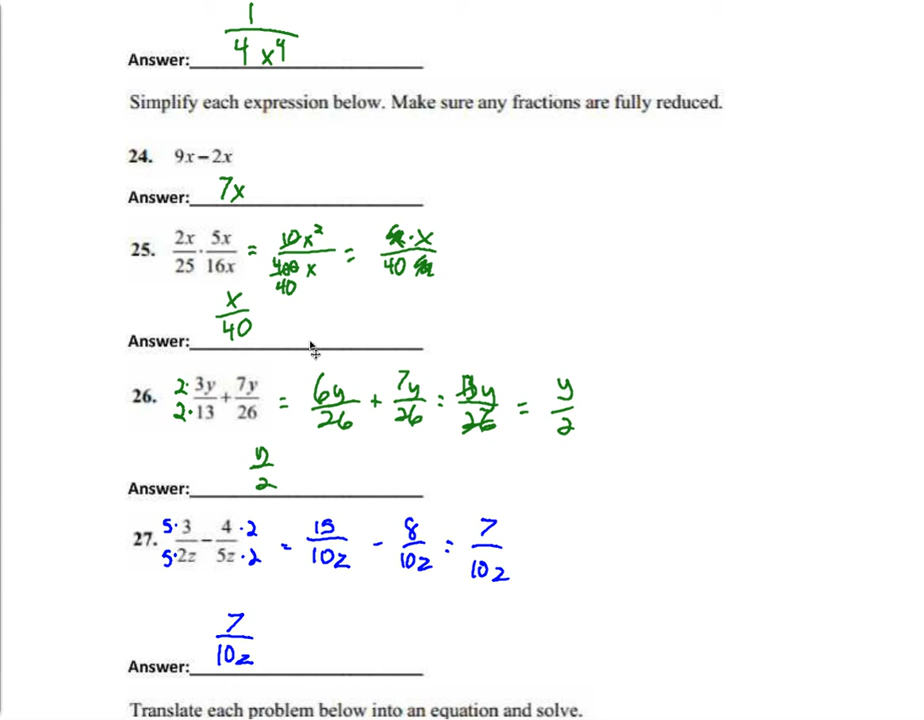 1
4 x⁴
Answer:
Simplify each expression below. Make sure any fractions are fully reduced.
24. 9x−2x
Answer: 7x
25. 2x/25 · 5x/16x = 10x²/400x = x/40
40
x/40
Answer:
26. 2·3y/2·13 + 7y/26 = 6y/26 + 7y/26 = 13y/26 = y/2
y/2
Answer:
27. 5·3/5·2z − 4·2/5z·2 = 15/10z − 8/10z = 7/10z
7/10z
Answer:
Translate each problem below into an equation and solve.